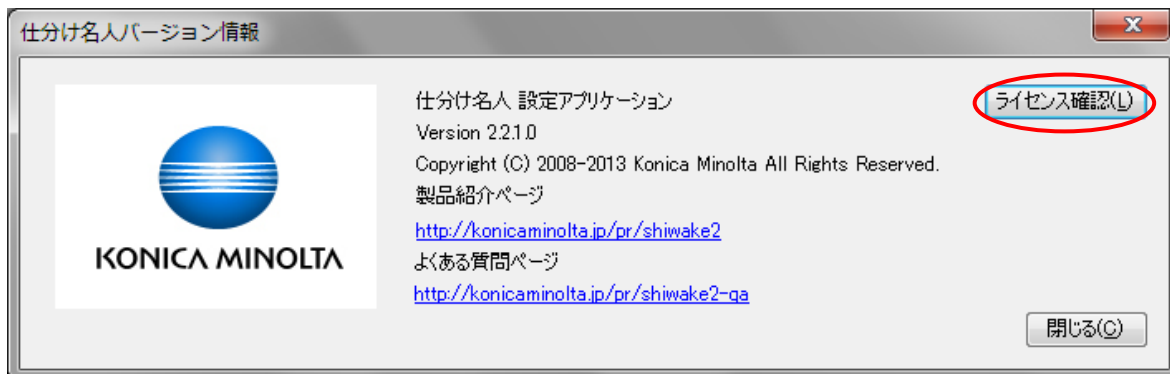 仕分け名人バージョン情報
仕分け名人 設定アプリケーション
ライセンス確認(L)
Version 2.2.1.0
Copyright (C) 2008-2013 Konica Minolta All Rights Reserved.
製品紹介ページ
http://konicaminolta.jp/pr/shiwake2
KONICA MINOLTA
よくある質問ページ
http://konicaminolta.jp/pr/shiwake2-qa
閉じる(C)